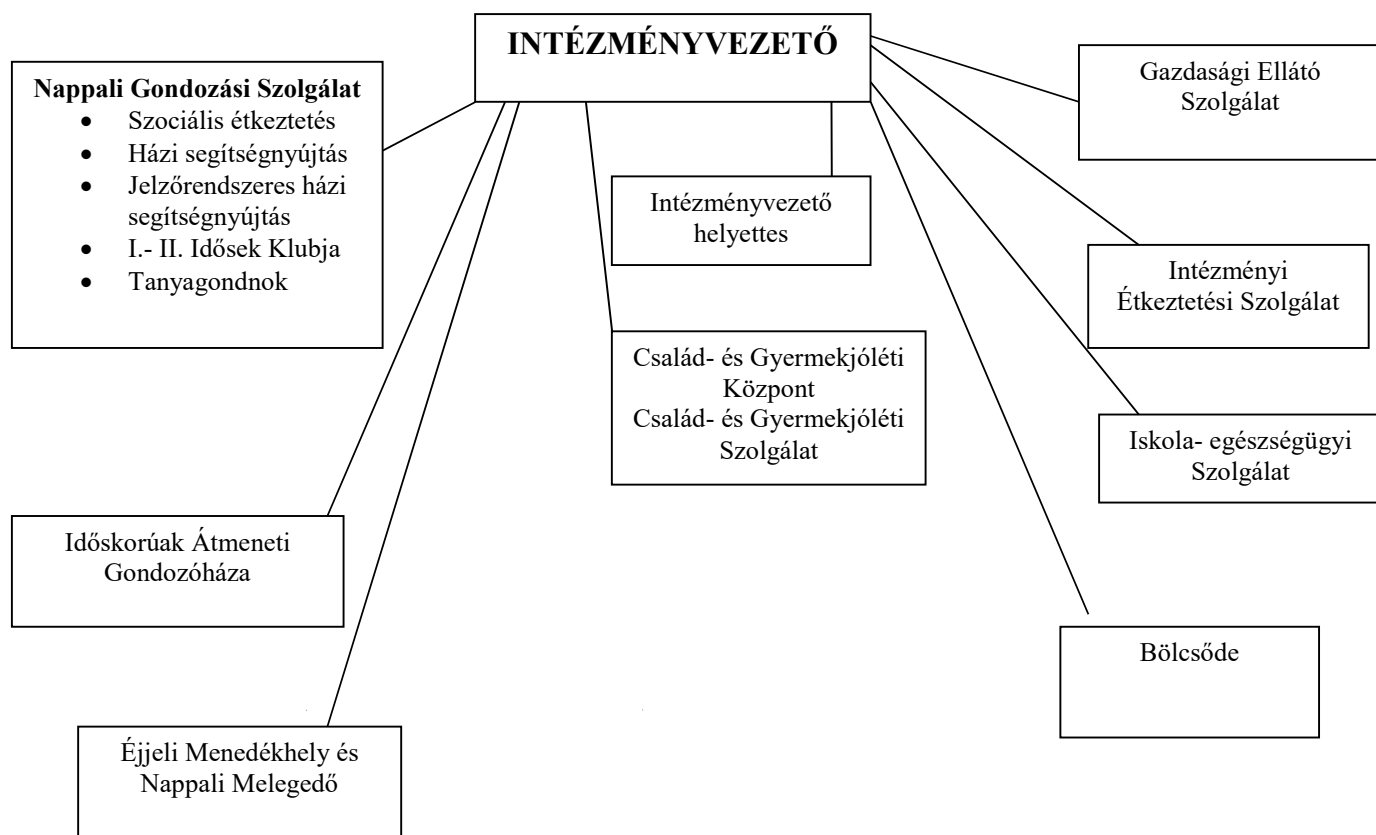 INTÉZMÉNYVEZETŐ
Nappali Gondozási Szolgálat
• Szociális étkeztetés
• Házi segítségnyújtás
• Jelzőrendszeres házi
segítségnyújtás
• I.- II. Idősek Klubja
• Tanyagondnok
Gazdasági Ellátó
Szolgálat
Intézményvezető
helyettes
Intézményi
Étkeztetési Szolgálat
Család- és Gyermekjóléti
Központ
Család- és Gyermekjóléti
Szolgálat
Iskola- egészségügyi
Szolgálat
Időskorúak Átmeneti
Gondozóháza
Bölcsőde
Éjjeli Menedékhely és
Nappali Melegedő